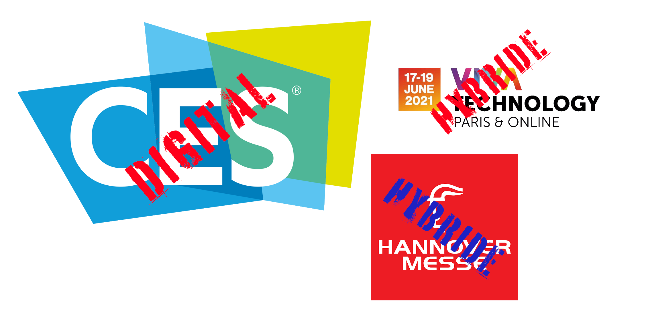 CES®
DIGITAL
17-19
JUNE
2021
VIVA
TECHNOLOGY
PARIS & ONLINE
HYBRIDE
HANNOVER
MESSE
HYBRIDE